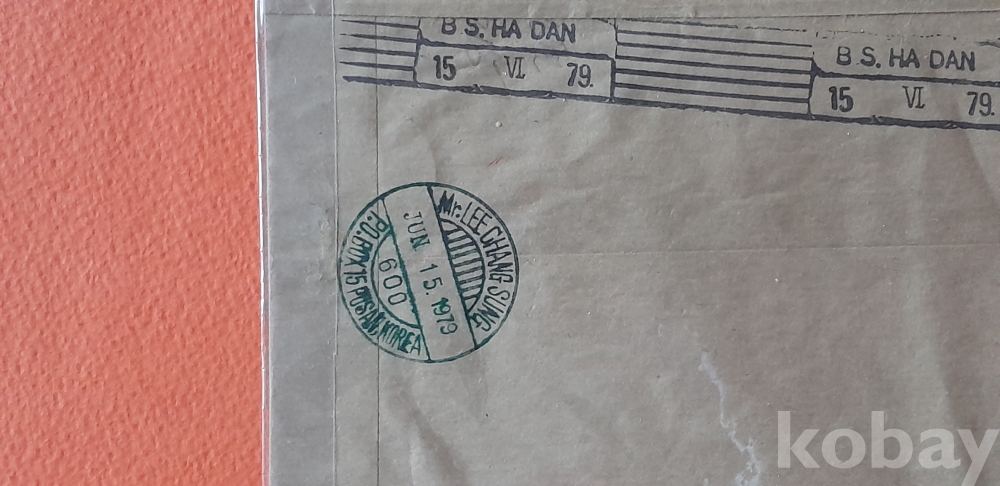 B.S. HA DAN
15 VI 79.
B.S. HA DAN
15 VI 79.
Mr. LEE CHANG SUNG
JUN 15. 1979
600
P.O. BOX 15 PUSAN, KOREA
kobay